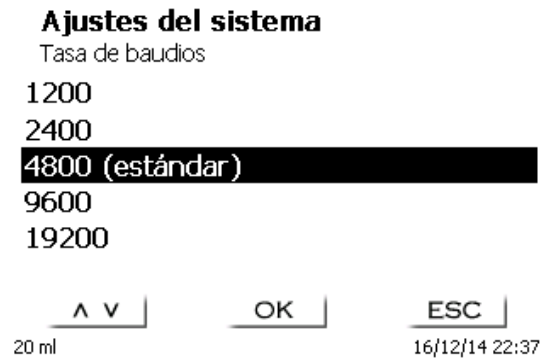 Ajustes del sistema
Tasa de baudios
1200
2400
4800 (estándar)
9600
19200
∧ ∨ OK ESC
20 ml 16/12/14 22:37